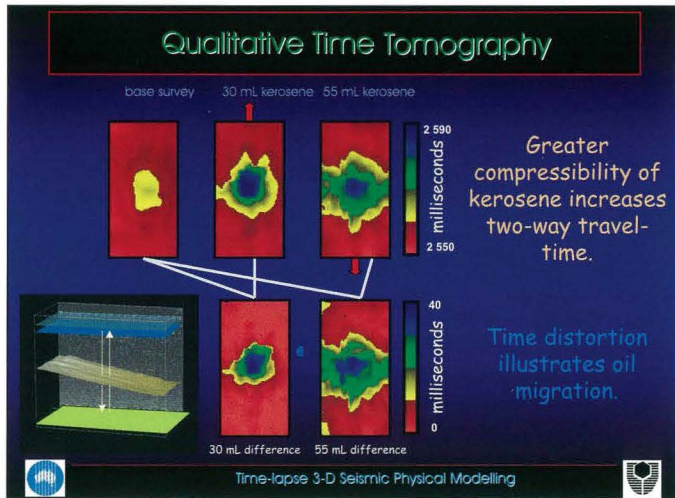 Qualitative Time Tomography
base survey 30 mL kerosene 55 mL kerosene
2 590
milliseconds
2 550
Greater
compressibility of
kerosene increases
two-way travel-
time.
40
milliseconds
0
Time distortion
illustrates oil
migration.
30 mL difference 55 mL difference
Time-lapse 3-D Seismic Physical Modelling